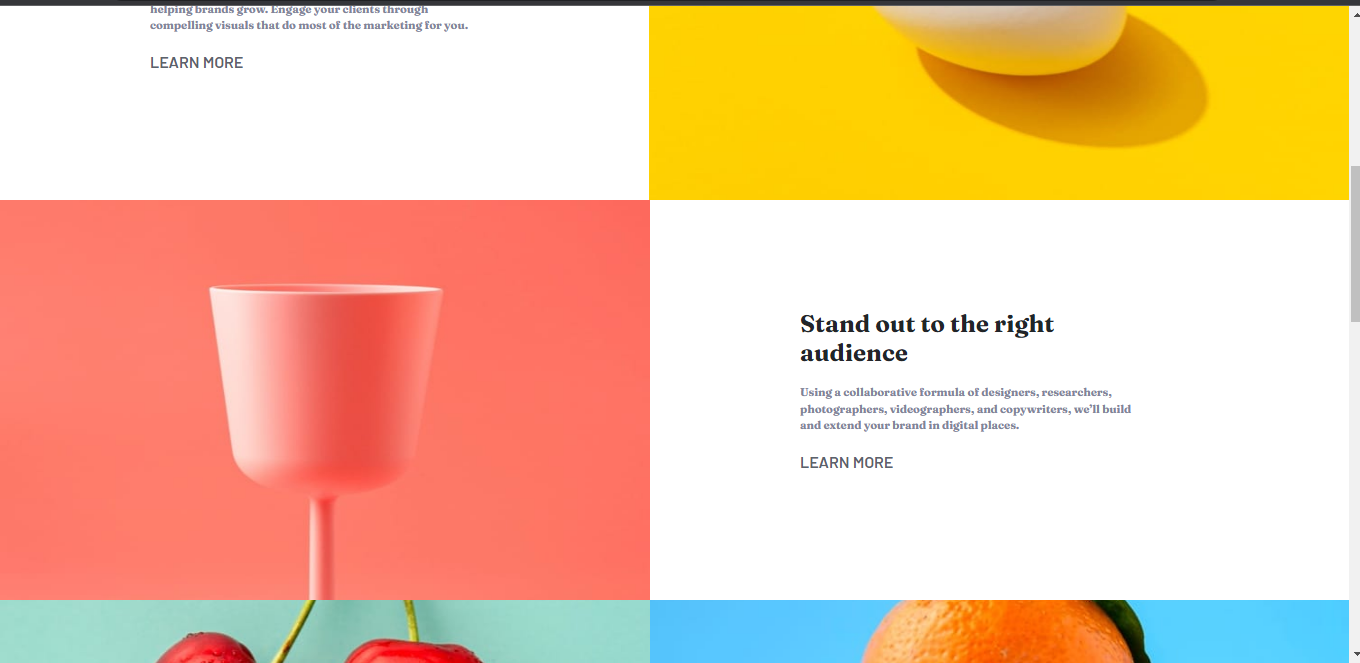 helping brands grow. Engage your clients through
compelling visuals that do most of the marketing for you.
LEARN MORE
Stand out to the right
audience
Using a collaborative formula of designers, researchers,
photographers, videographers, and copywriters, we’ll build
and extend your brand in digital places.
LEARN MORE